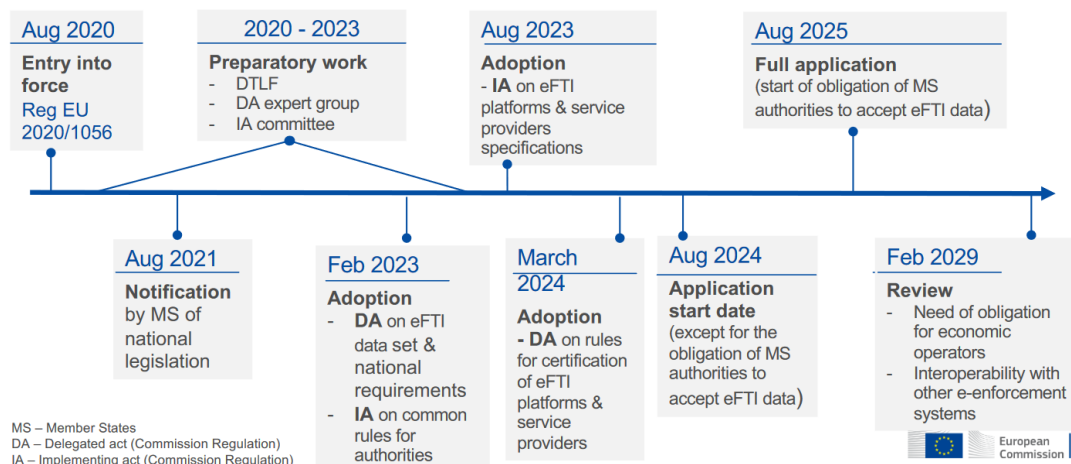 Aug 2020
Entry into
force
Reg EU
2020/1056
2020 - 2023
Preparatory work
- DTLF
- DA expert group
- IA committee
Aug 2023
Adoption
- IA on eFTI
platforms & service
providers
specifications
Aug 2025
Full application
(start of obligation of MS
authorities to accept eFTI data)
Aug 2021
Notification
by MS of
national
legislation
Feb 2023
Adoption
- DA on eFTI
data set &
national
requirements
- IA on common
rules for
authorities
March
2024
Adoption
- DA on rules
for certification
of eFTI
platforms &
service
providers
Aug 2024
Application
start date
(except for the
obligation of MS
authorities to
accept eFTI data)
Feb 2029
Review
- Need of obligation
for economic
operators
- Interoperability with
other e-enforcement
systems
MS – Member States
DA – Delegated act (Commission Regulation)
IA – Implementing act (Commission Regulation)
European
Commission